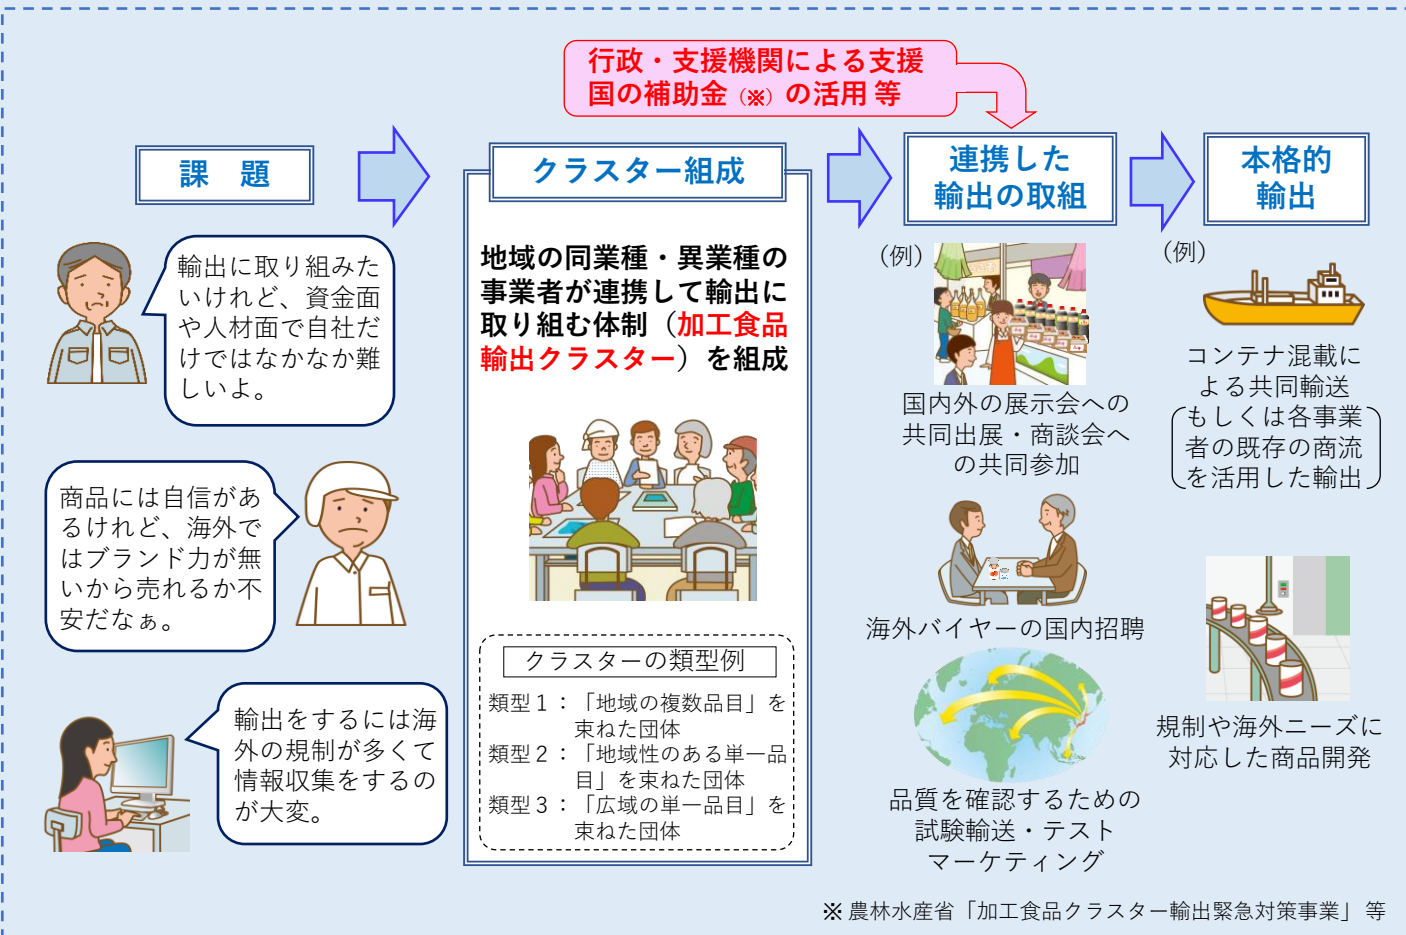 行政・支援機関による支援
国の補助金（※）の活用 等
課　題
輸出に取り組みた
いけれど、資金面
や人材面で自社だ
けではなかなか難
しいよ。
商品には自信があ
るけれど、海外で
はブランド力が無
いから売れるか不
安だなぁ。
輸出をするには海
外の規制が多くて
情報収集をするの
が大変。
クラスター組成
地域の同業種・異業種の
事業者が連携して輸出に
取り組む体制（加工食品
輸出クラスター）を組成
クラスターの類型例
類型１：「地域の複数品目」を
束ねた団体
類型２：「地域性のある単一品
目」を束ねた団体
類型３：「広域の単一品目」を
束ねた団体
連携した
輸出の取組
（例）
国内外の展示会への
共同出展・商談会へ
の共同参加
海外バイヤーの国内招聘
品質を確認するための
試験輸送・テスト
マーケティング
本格的
輸出
（例）
コンテナ混載に
よる共同輸送
（もしくは各事業
者の既存の商流
を活用した輸出）
規制や海外ニーズに
対応した商品開発
※ 農林水産省「加工食品クラスター輸出緊急対策事業」 等